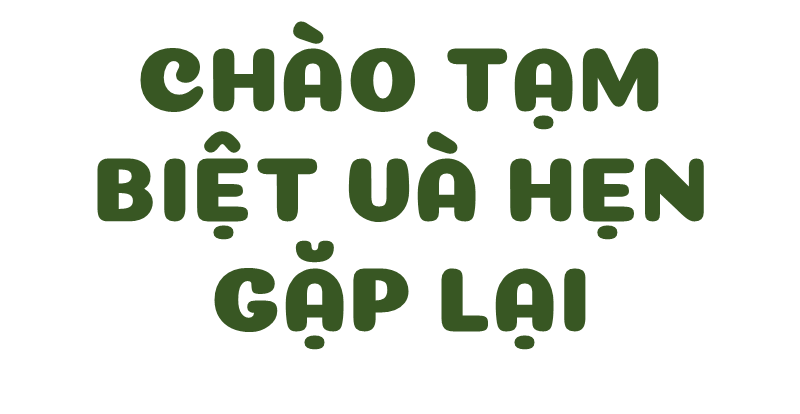 CHÀO TẠM
BIỆT UÀ HẸN
GẶP LẠI